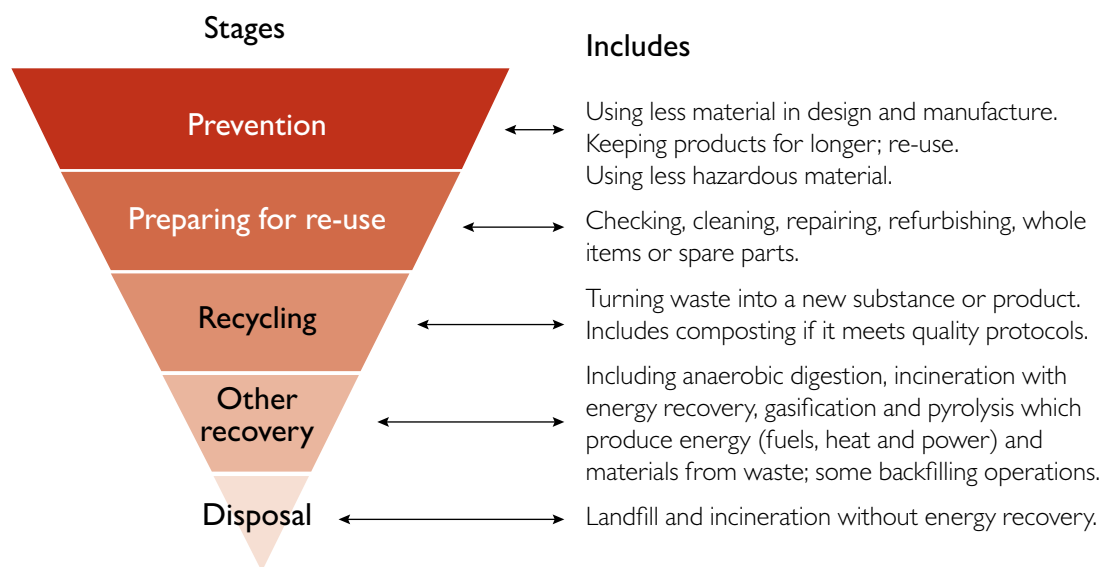 Stages
Includes
Prevention
Using less material in design and manufacture.
Keeping products for longer; re-use.
Using less hazardous material.
Preparing for re-use
Checking, cleaning, repairing, refurbishing, whole
items or spare parts.
Recycling
Turning waste into a new substance or product.
Includes composting if it meets quality protocols.
Other
recovery
Including anaerobic digestion, incineration with
energy recovery, gasification and pyrolysis which
produce energy (fuels, heat and power) and
materials from waste; some backfilling operations.
Disposal
Landfill and incineration without energy recovery.